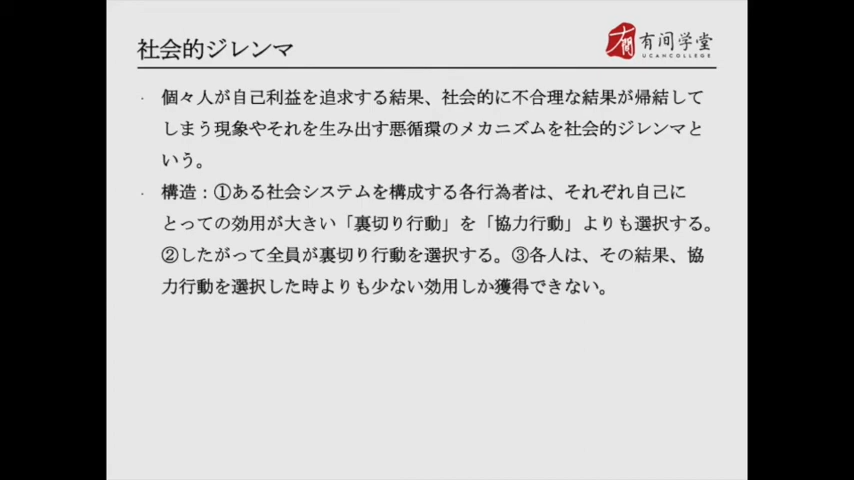 社会的ジレンマ
有间学堂
UCANCOLLEGE
・ 個々人が自己利益を追求する結果、社会的に不合理な結果が帰結して
しまう現象やそれを生み出す悪循環のメカニズムを社会的ジレンマと
いう。
・ 構造：①ある社会システムを構成する各行為者は、それぞれ自己に
とっての効用が大きい「裏切り行動」を「協力行動」よりも選択する。
②したがって全員が裏切り行動を選択する。③各人は、その結果、協
力行動を選択した時よりも少ない効用しか獲得できない。